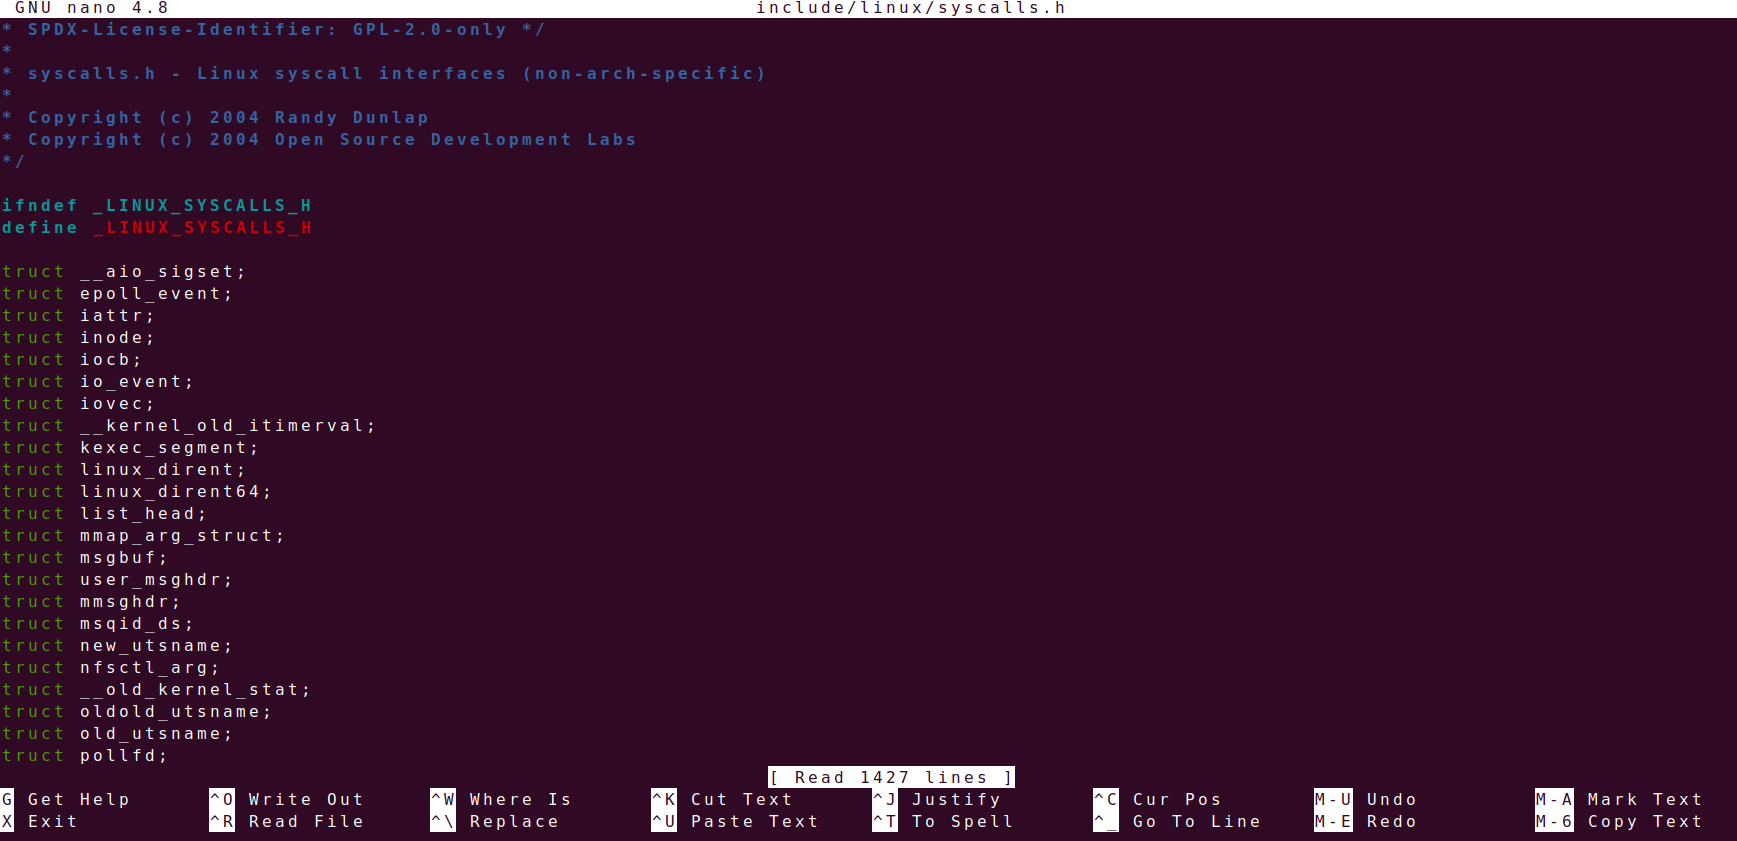 GNU nano 4.8 include/linux/syscalls.h
* SPDX-License-Identifier: GPL-2.0-only */
*
* syscalls.h - Linux syscall interfaces (non-arch-specific)
*
* Copyright (c) 2004 Randy Dunlap
* Copyright (c) 2004 Open Source Development Labs
*/
ifndef _LINUX_SYSCALLS_H
define _LINUX_SYSCALLS_H
truct __aio_sigset;
truct epoll_event;
truct iattr;
truct inode;
truct iocb;
truct io_event;
truct iovec;
truct __kernel_old_itimerval;
truct kexec_segment;
truct linux_dirent;
truct linux_dirent64;
truct list_head;
truct mmap_arg_struct;
truct msgbuf;
truct user_msghdr;
truct mmsghdr;
truct msqid_ds;
truct new_utsname;
truct nfsctl_arg;
truct __old_kernel_stat;
truct oldold_utsname;
truct old_utsname;
truct pollfd;
[ Read 1427 lines ]
G Get Help ^O Write Out ^W Where Is ^K Cut Text ^J Justify ^C Cur Pos M-U Undo M-A Mark Text
X Exit ^R Read File ^\ Replace ^U Paste Text ^T To Spell ^_ Go To Line M-E Redo M-6 Copy Text